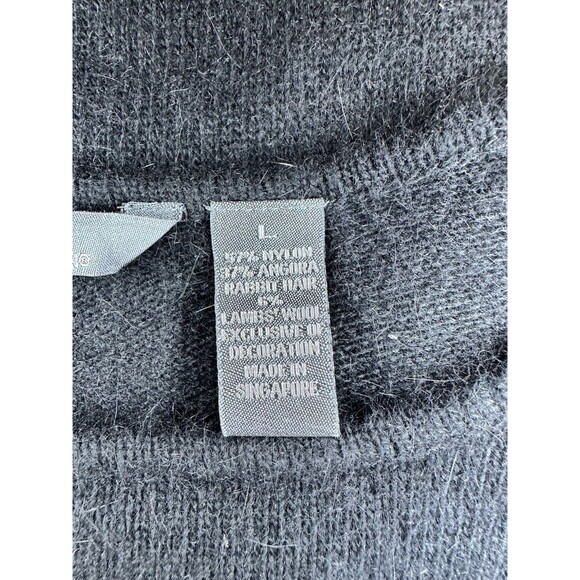 L
57% NYLON
37% ANGORA
RABBIT HAIR
6%
LAMBS' WOOL
EXCLUSIVE OF
DECORATION
MADE IN
SINGAPORE
®